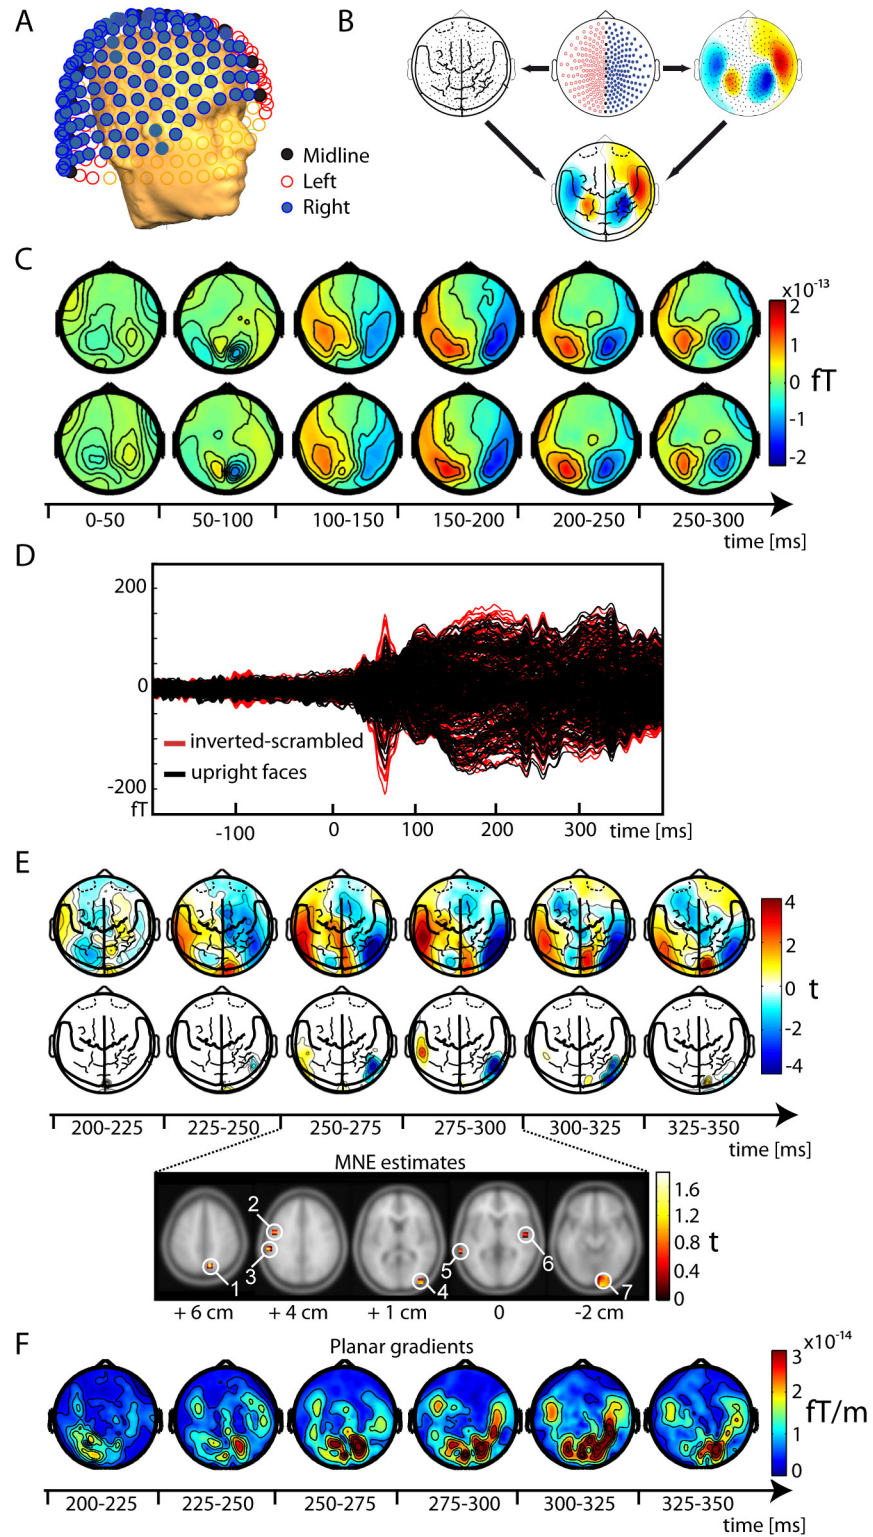 A
B
Midline
Left
Right
C
x10⁻¹³
2
1
0
-1
-2
fT
0-50 50-100 100-150 150-200 200-250 250-300
time [ms]
D
200
0
-200
fT
inverted-scrambled
upright faces
-100 0 100 200 300 time [ms]
E
4
2
0
-2
-4
t
200-225 225-250 250-275 275-300 300-325 325-350
time [ms]
MNE estimates
1
2
3
4
5
6
7
1.6
1.2
0.8
0.4
0
t
+ 6 cm + 4 cm + 1 cm 0 -2 cm
F
Planar gradients
x10⁻¹⁴
3
2
1
0
fT/m
200-225 225-250 250-275 275-300 300-325 325-350
time [ms]